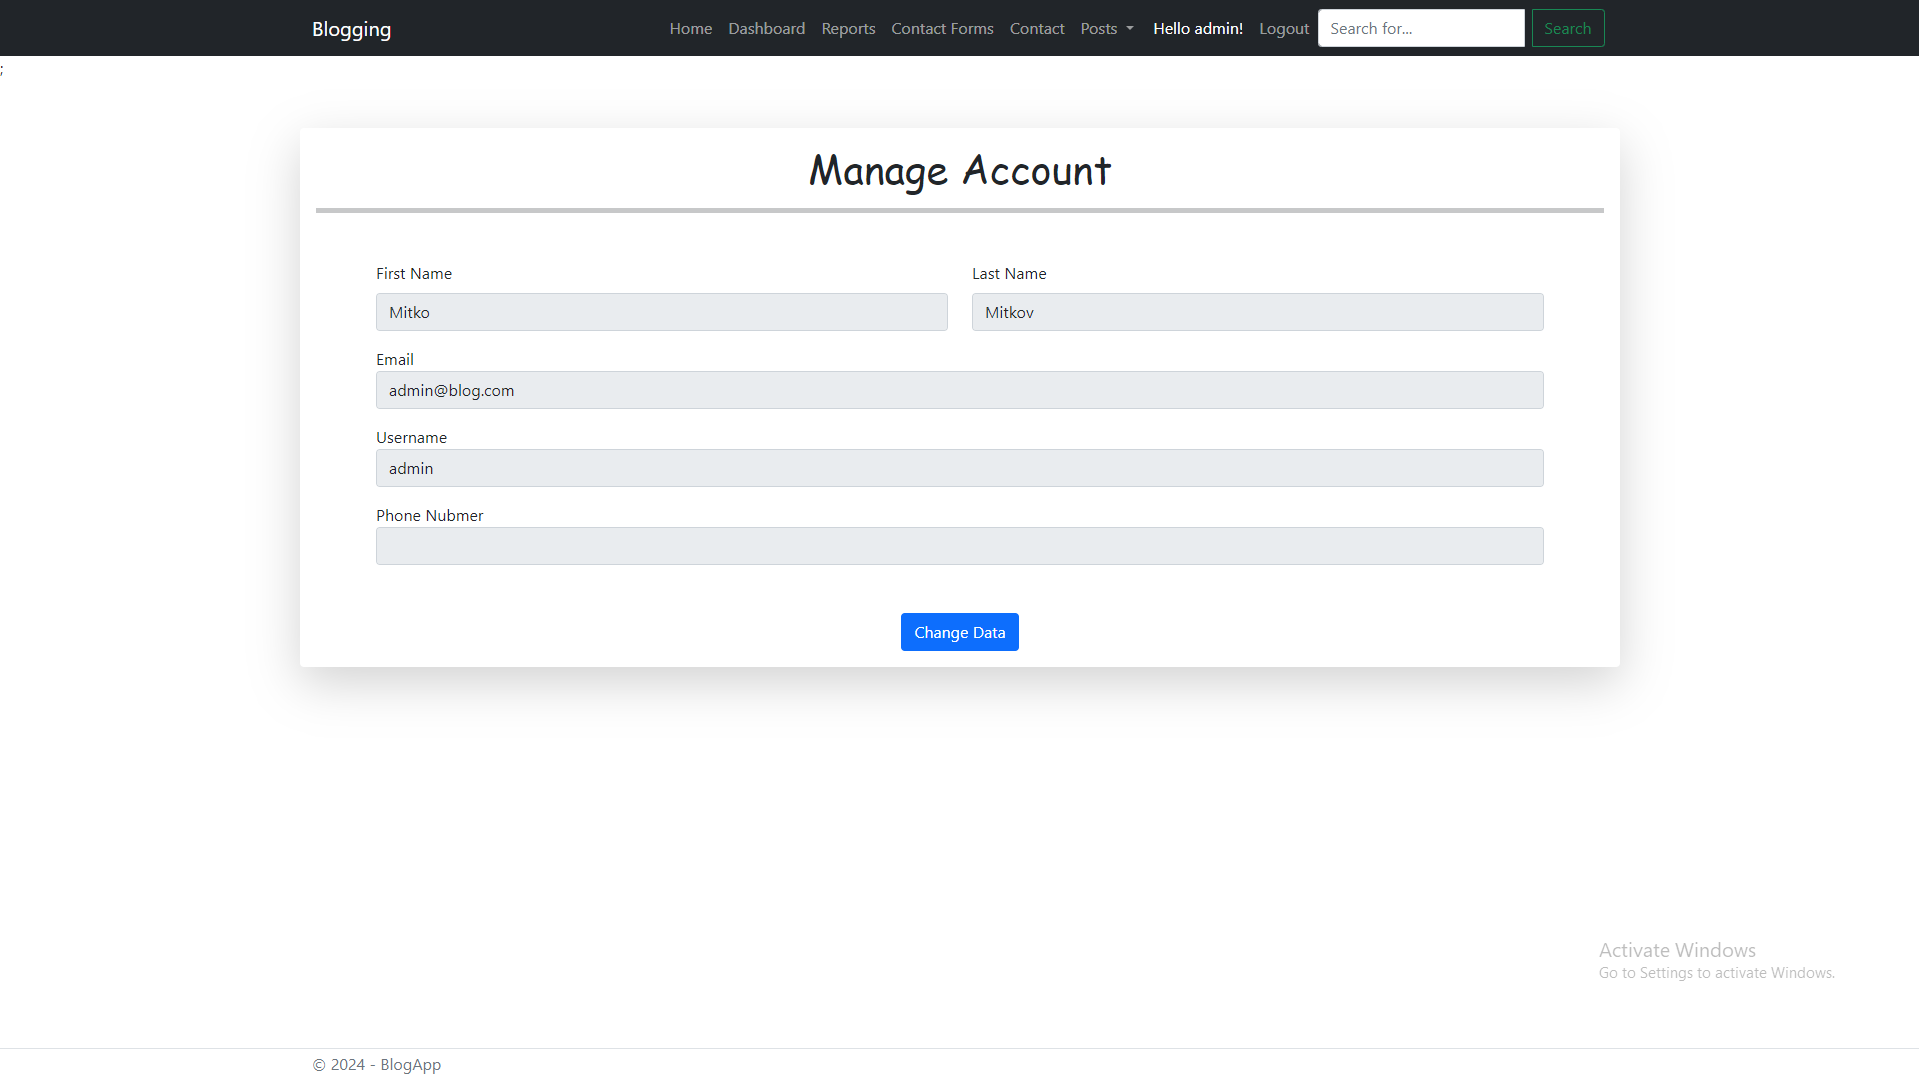 Blogging Home Dashboard Reports Contact Forms Contact Posts Hello admin! Logout Search for... Search
;
Manage Account
First Name Last Name
Mitko Mitkov
Email
admin@blog.com
Username
admin
Phone Nubmer
Change Data
Activate Windows
Go to Settings to activate Windows.
© 2024 - BlogApp